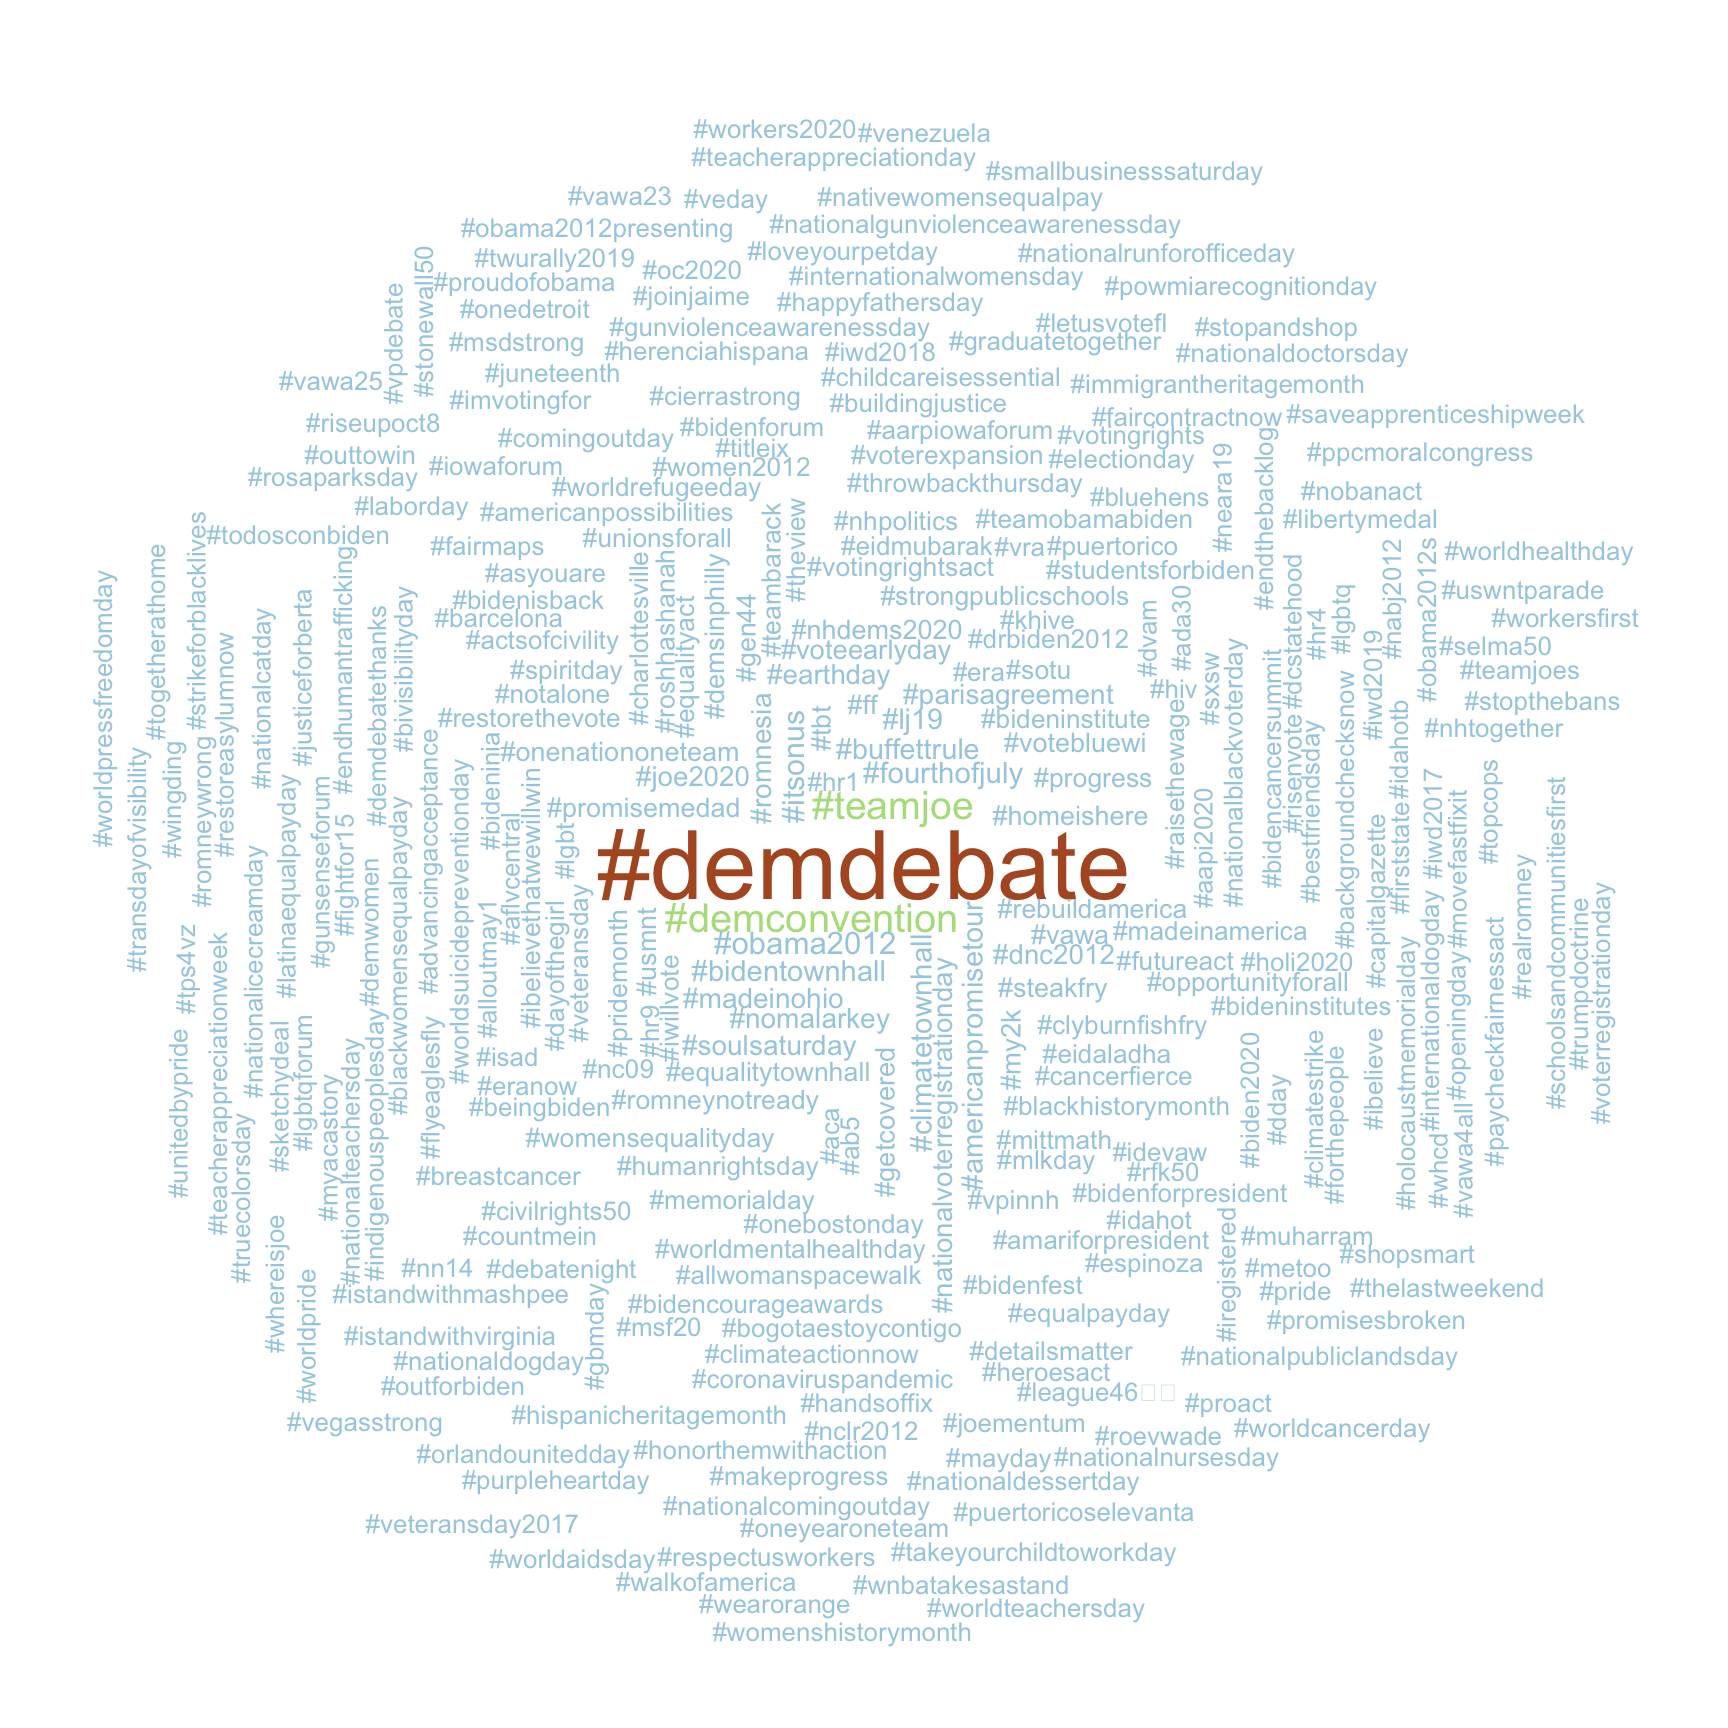 #workers2020
#venezuela
#teacherappreciationday
#smallbusinesssaturday
#vawa23
#veday
#nativewomensequalpay
#obama2012presenting
#nationalgunviolenceawarenessday
#twurally2019
#loveyourpetday
#nationalrunforofficeday
#proudofobama
#oc2020
#internationalwomensday
#powmiarecognitionday
#onedetroit
#joinjaime
#happyfathersday
#vpdebate
#stonewall50
#gunviolenceawarenessday
#letusvotefl
#stopandshop
#msdstrong
#herenciahispana
#iwd2018
#graduatetogether
#nationaldoctorsday
#vawa25
#juneteenth
#childcareisessential
#immigrantheritagemonth
#imvotingfor
#cierrastrong
#buildingjustice
#faircontractnow
#saveapprenticeshipweek
#riseupoct8
#comingoutday
#bidenforum
#aarpiowaforum
#votingrights
#outtowin
#iowaforum
#titleix
#women2012
#voterexpansion
#electionday
#ppcmoralcongress
#rosaparksday
#worldrefugeeday
#throwbackthursday
#bluehens
#neara19
#endthebacklog
#nobanact
#laborday
#americanpossibilities
#nhpolitics
#teamobamabiden
#libertymedal
#todosconbiden
#fairmaps
#unionsforall
#eidmubarak
#vra
#puertorico
#worldhealthday
#asyouare
#votingrightsact
#studentsforbiden
#bidenisback
#strongpublicschools
#uswntparade
#barcelona
#khive
#workersfirst
#actsofcivility
#nhdems2020
#drbiden2012
#selma50
#voteearlyday
#spiritday
#earthday
#era
#sotu
#teamjoes
#notalone
#parisagreement
#hiv
#stopthebans
#restorethevote
#ff
#lj19
#bideninstitute
#nhtogether
#onenationoneteam
#buffettrule
#votebluewi
#joe2020
#hr1
#fourthofjuly
#progress
#promisemedad
#teamjoe
#homeishere
#charlottesville
#roshhashanah
#equalityact
#demsinphilly
#gen44
#teambarack
#theview
#romnesia
#itsonus
#tbt
#dvam
#ada30
#sxsw
#raisethewage
#aapi2020
#nationalblackvoterday
#bidencancersummit
#dcstatehood
#risenvote
#hr4
#bestfriendsday
#lgbtq
#backgroundchecksnow
#iwd2019
#nabj2012
#idahotb
#obama2012s
#firststate
#capitalgazette
#iwd2017
#movefastfixit
#topcops
#realromney
#schoolsandcommunitiesfirst
#trumpdoctrine
#voterregistrationday
#worldpressfreedomday
#transdayofvisibility
#togetherathome
#wingding
#strikeforblacklives
#romneywrong
#restoreasylumnow
#nationalcatday
#justiceforberta
#endhumantrafficking
#demdebatethanks
#bivisibilityday
#latinaequalpayday
#gunsenseforum
#fightfor15
#demwomen
#blackwomensequalpayday
#advancingacceptance
#worldsuicidepreventionday
#bideninia
#alloutmay1
#aflvcentral
#ibelievethatwewillwin
#dayofthegirl
#lgbt
#veteransday
#demdebate
#demconvention
#rebuildamerica
#obama2012
#vawa
#madeinamerica
#dnc2012
#futureact
#holi2020
#bidentownhall
#opportunityforall
#madeinohio
#steakfry
#bideninstitutes
#nomalarkey
#clyburnfishfry
#soulsaturday
#eidaladha
#isad
#nc09
#equalitytownhall
#cancerfierce
#eranow
#beingbiden
#romneynotready
#blackhistorymonth
#pridemonth
#hr9
#usmnt
#iwillvote
#climatetownhall
#nationalvoterregistrationday
#americanpromisetour
#my2k
#getcovered
#aca
#ab5
#womensequalityday
#mittmath
#idevaw
#humanrightsday
#mlkday
#rfk50
#breastcancer
#memorialday
#vpinnh
#bidenforpresident
#civilrights50
#onebostonday
#idahot
#countmein
#worldmentalhealthday
#amariforpresident
#muharram
#shopsmart
#nn14
#debatenight
#allwomanspacewalk
#espinoza
#metoo
#istandwithmashpee
#bidenfest
#pride
#thelastweekend
#bidencourageawards
#equalpayday
#promisesbroken
#istandwithvirginia
#msf20
#bogotaestoycontigo
#nationaldogday
#climateactionnow
#detailsmatter
#nationalpubliclandsday
#outforbiden
#coronaviruspandemic
#heroesact
#league46
#tps4vz
#unitedbypride
#teacherappreciationweek
#truecolorsday
#nationalicecreamday
#sketchydeal
#lgbtqforum
#myacastory
#nationalteachersday
#indigenouspeoplesday
#flyeaglesfly
#whereisjoe
#worldpride
#gbmday
#biden2020
#dday
#iregistered
#climatestrike
#forthepeople
#ibelieve
#holocaustmemorialday
#internationaldogday
#whcd
#openingday
#vawa4all
#paycheckfairnessact
#handsoffix
#proact
#vegasstrong
#hispanicheritagemonth
#nclr2012
#joementum
#roevwade
#worldcancerday
#orlandounitedday
#honorthemwithaction
#mayday
#nationalnursesday
#purpleheartday
#makeprogress
#nationaldessertday
#nationalcomingoutday
#puertoricoselevanta
#veteransday2017
#oneyearoneteam
#worldaidsday
#respectusworkers
#takeyourchildtoworkday
#walkofamerica
#wnbatakesastand
#wearorange
#worldteachersday
#womenshistorymonth